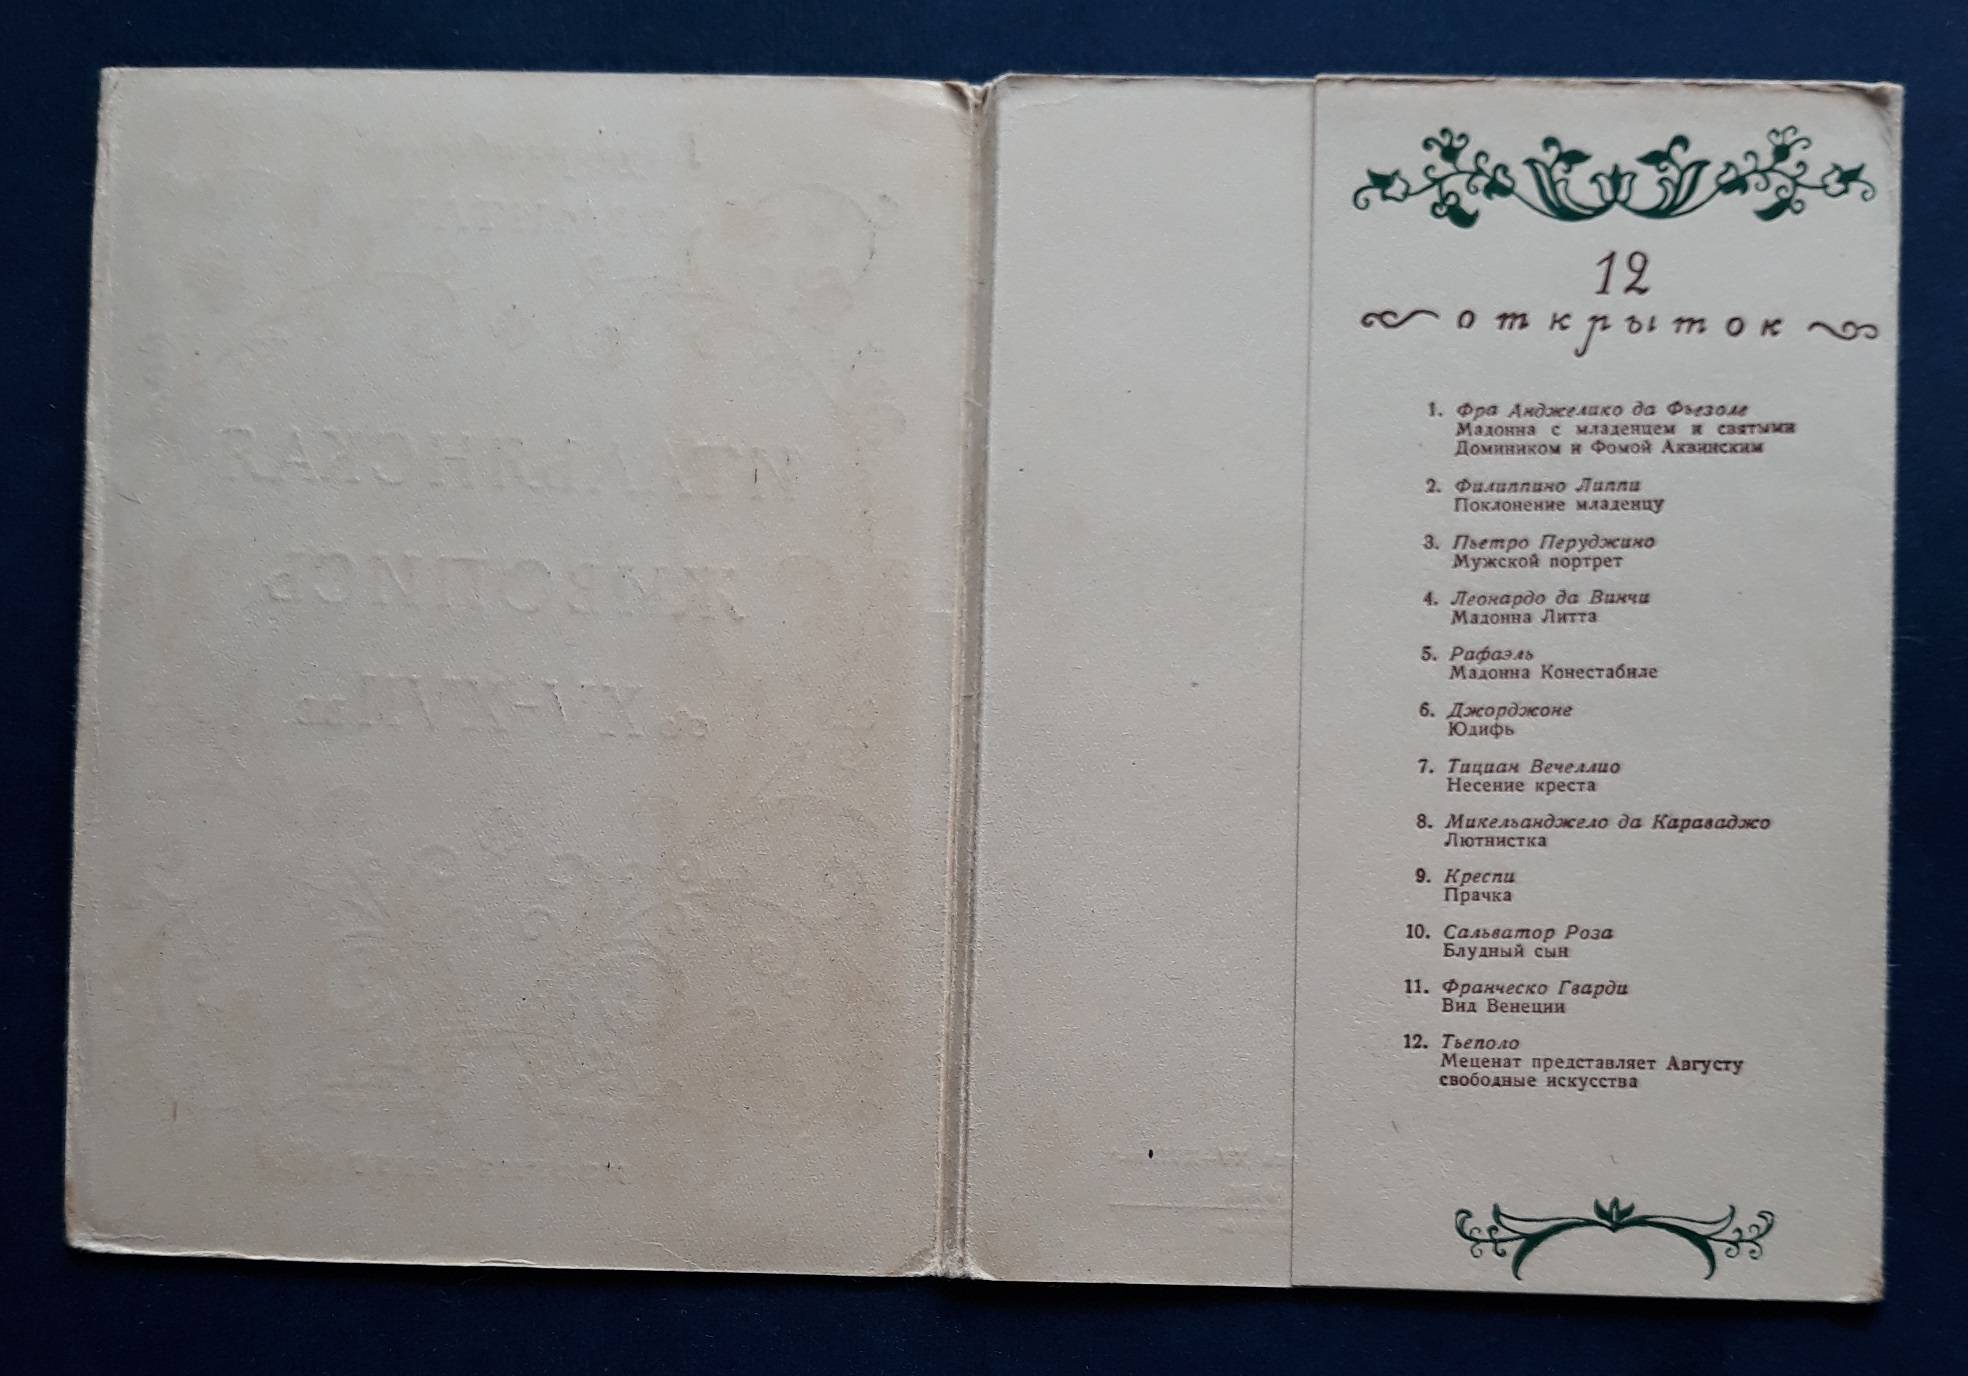 ИТАЛЬЯНСКАЯ
ЖИВОПИСЬ
12
открыток
1. Фра Анджелико да Фьезоле
Мадонна с младенцем и святыми
Домиником и Фомой Аквинским
2. Филиппино Липпи
Поклонение младенцу
3. Пьетро Перуджино
Мужской портрет
4. Леонардо да Винчи
Мадонна Литта
5. Рафаэль
Мадонна Конестабиле
6. Джорджоне
Юдифь
7. Тициан Вечеллио
Несение креста
8. Микельанджело да Караваджо
Лютнистка
9. Креспи
Прачка
10. Сальватор Роза
Блудный сын
11. Франческо Гварди
Вид Венеции
12. Тьеполо
Меценат представляет Августу
свободные искусства